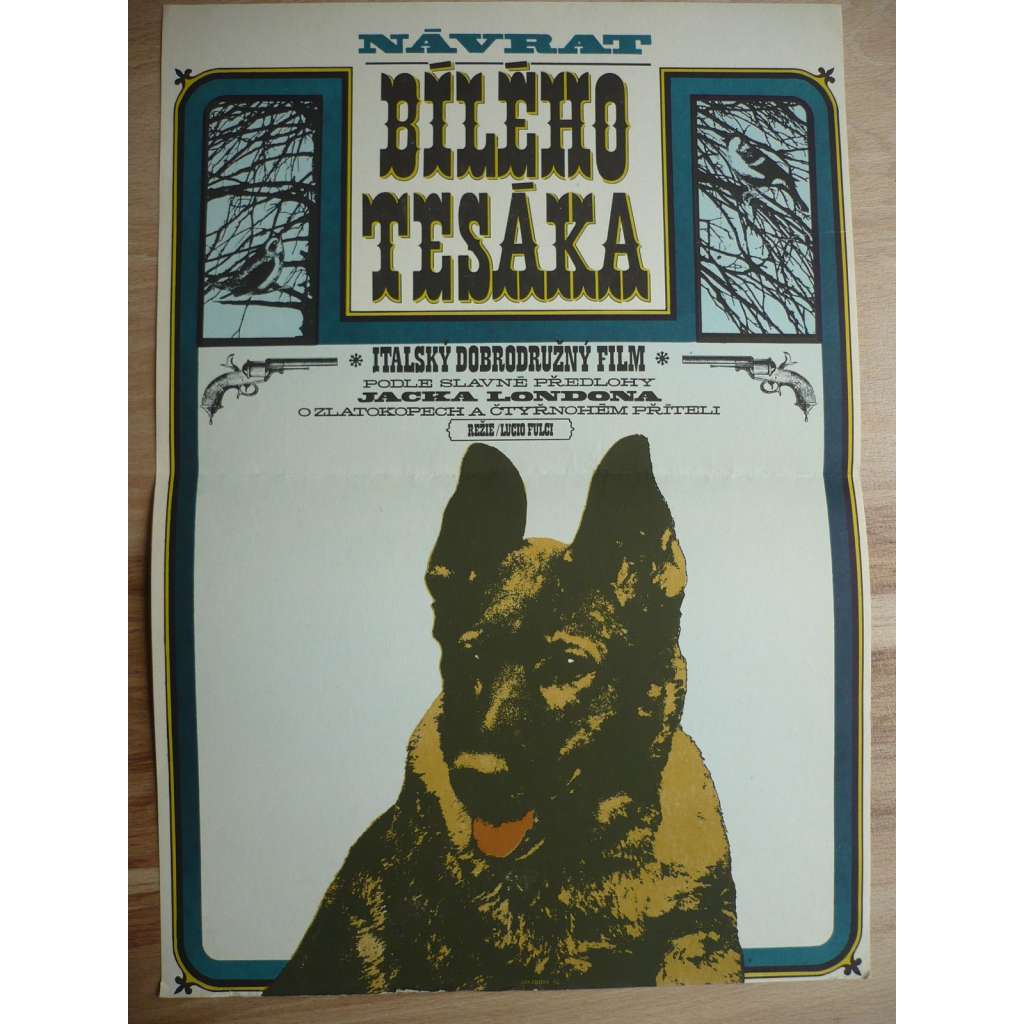 NÁVRAT
BÍLÉHO
TESÁKA
* ITALSKÝ DOBRODRUŽNÝ FILM *
PODLE SLAVNÉ PŘEDLOHY
JACKA LONDONA
O ZLATOKOPECH A ČTYŘNOHÉM PŘÍTELI
REŽIE/LUCIO FULCI